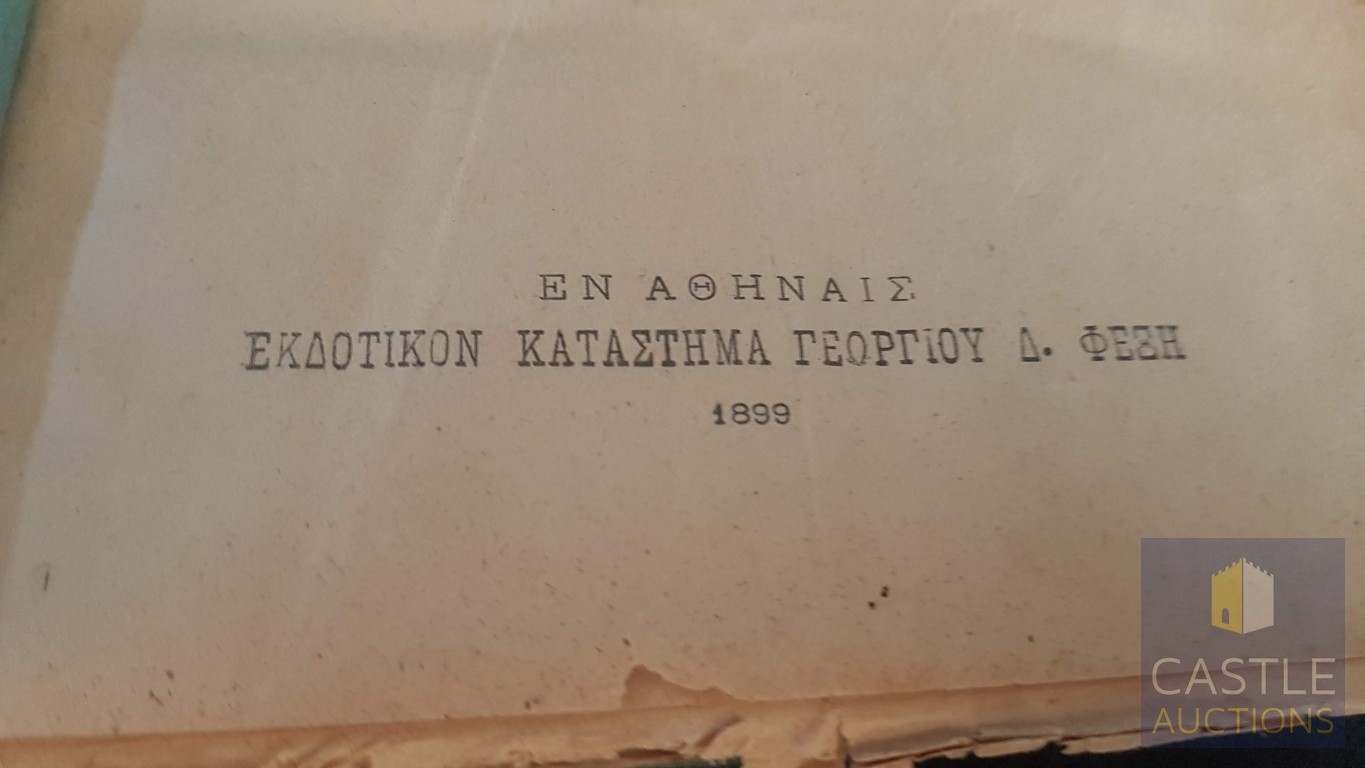 ΕΝ ΑΘΗΝΑΙΣ
ΕΚΔΟΤΙΚΟΝ ΚΑΤΑΣΤΗΜΑ ΓΕΩΡΓΙΟΥ Δ. ΦΕΞΗ
1899
CASTLE
AUCTIONS